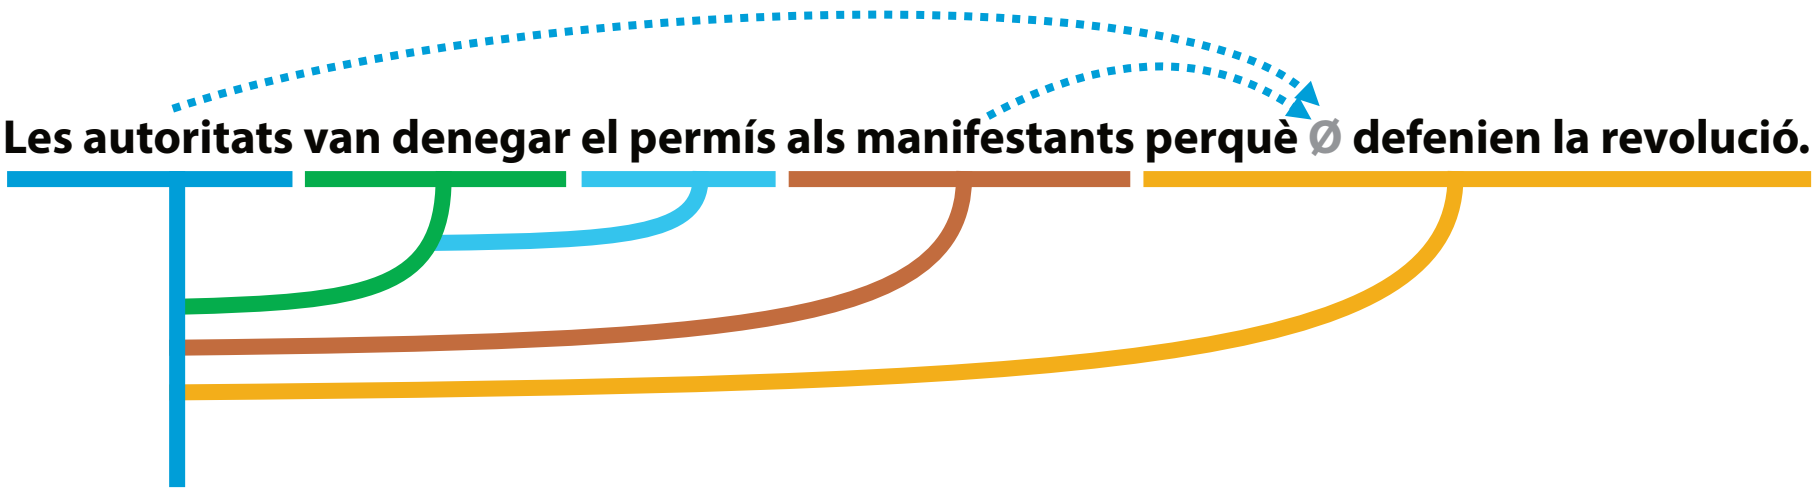 Les autoritats van denegar el permís als manifestants perquè Ø defenien la revolució.